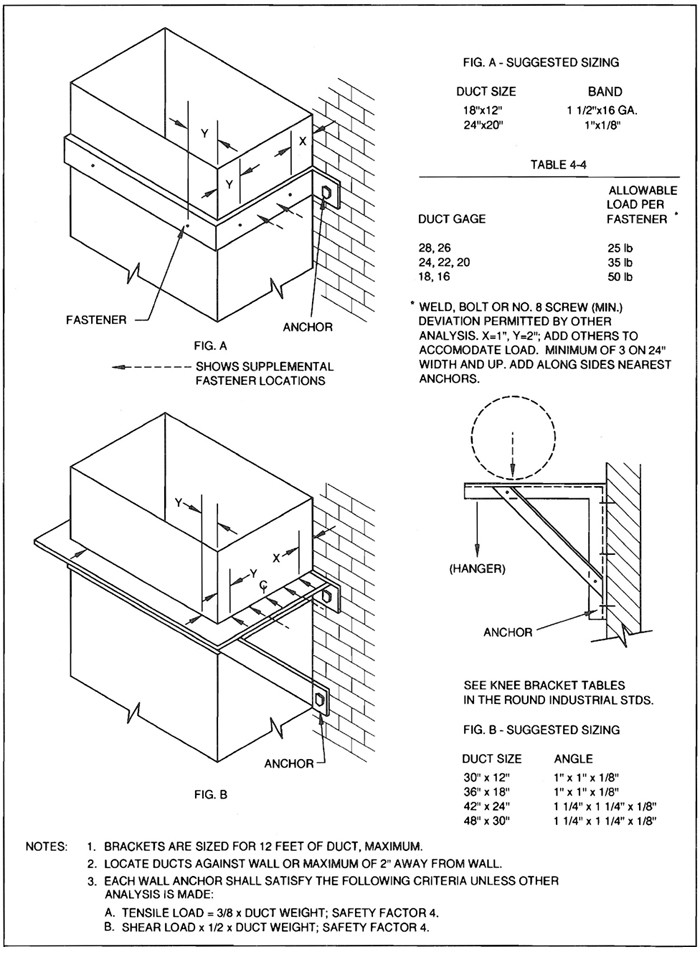 FIG. A - SUGGESTED SIZING
DUCT SIZE BAND
18"x12" 1 1/2"x16 GA.
24"x20" 1"x1/8"
TABLE 4-4
ALLOWABLE
LOAD PER
DUCT GAGE FASTENER *
28, 26 25 lb
24, 22, 20 35 lb
18, 16 50 lb
* WELD, BOLT OR NO. 8 SCREW (MIN.)
DEVIATION PERMITTED BY OTHER
ANALYSIS. X=1", Y=2"; ADD OTHERS TO
ACCOMODATE LOAD. MINIMUM OF 3 ON 24"
WIDTH AND UP. ADD ALONG SIDES NEAREST
ANCHORS.
Y
X
Y
FASTENER
ANCHOR
FIG. A
SHOWS SUPPLEMENTAL
FASTENER LOCATIONS
Y
X
Y
C
ANCHOR
FIG. B
(HANGER)
ANCHOR
SEE KNEE BRACKET TABLES
IN THE ROUND INDUSTRIAL STDS.
FIG. B - SUGGESTED SIZING
DUCT SIZE ANGLE
30" x 12" 1" x 1" x 1/8"
36" x 18" 1" x 1" x 1/8"
42" x 24" 1 1/4" x 1 1/4" x 1/8"
48" x 30" 1 1/4" x 1 1/4" x 1/8"
NOTES: 1. BRACKETS ARE SIZED FOR 12 FEET OF DUCT, MAXIMUM.
2. LOCATE DUCTS AGAINST WALL OR MAXIMUM OF 2" AWAY FROM WALL.
3. EACH WALL ANCHOR SHALL SATISFY THE FOLLOWING CRITERIA UNLESS OTHER
ANALYSIS IS MADE:
A. TENSILE LOAD = 3/8 x DUCT WEIGHT; SAFETY FACTOR 4.
B. SHEAR LOAD x 1/2 x DUCT WEIGHT; SAFETY FACTOR 4.